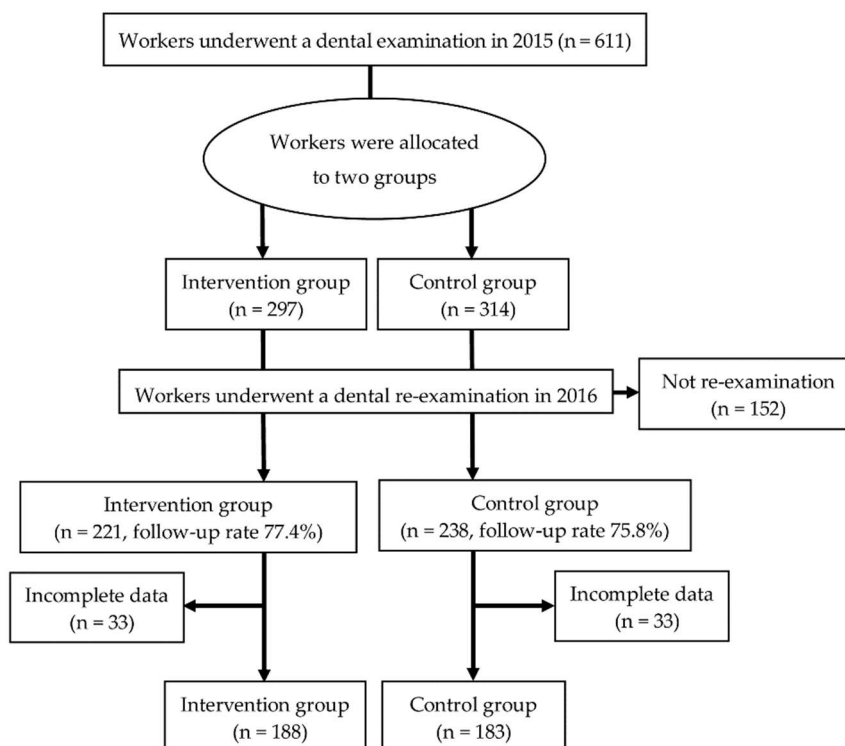 Workers underwent a dental examination in 2015 (n = 611)
Workers were allocated
to two groups
Intervention group
(n = 297)
Control group
(n = 314)
Workers underwent a dental re-examination in 2016
Not re-examination
(n = 152)
Intervention group
(n = 221, follow-up rate 77.4%)
Control group
(n = 238, follow-up rate 75.8%)
Incomplete data
(n = 33)
Incomplete data
(n = 33)
Intervention group
(n = 188)
Control group
(n = 183)